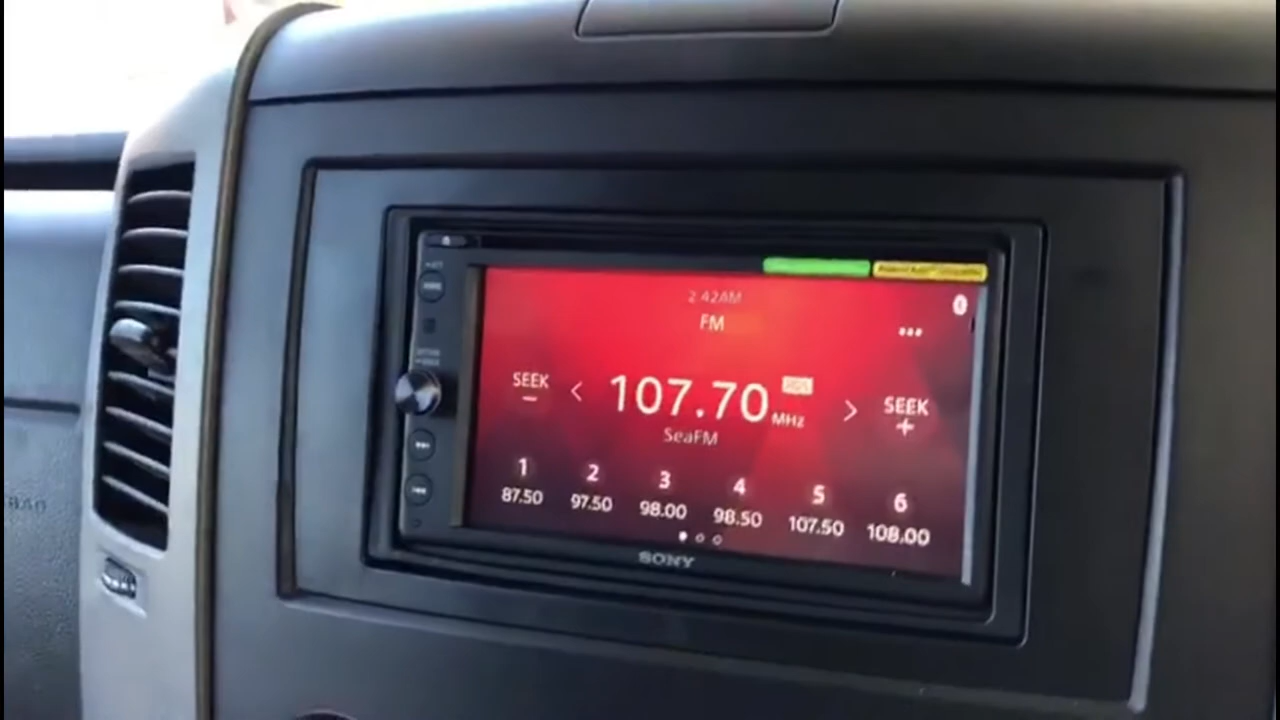 2:42AM
FM
SEEK
−
< 107.70 MHz >
SEEK
+
SeaFM
1 2 3 4 5 6
87.50 97.50 98.00 98.50 107.50 108.00
SONY